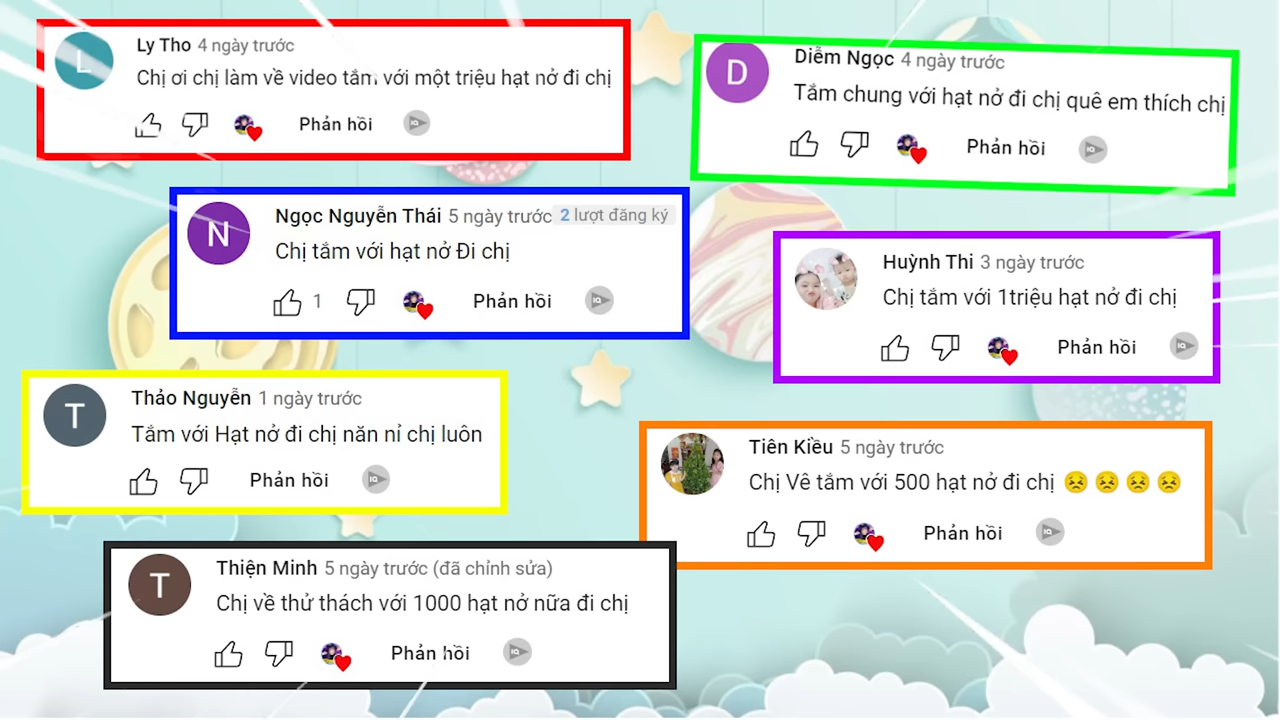 Ly Tho 4 ngày trước
Chị ơi chị làm về video tắm với một triệu hạt nở đi chị
Phản hồi
Diễm Ngọc 4 ngày trước
Tắm chung với hạt nở đi chị quê em thích chị
Phản hồi
Ngọc Nguyễn Thái 5 ngày trước 2 lượt đăng ký
Chị tắm với hạt nở Đi chị
1 Phản hồi
Huỳnh Thi 3 ngày trước
Chị tắm với 1triệu hạt nở đi chị
Phản hồi
Thảo Nguyễn 1 ngày trước
Tắm với Hạt nở đi chị năn nỉ chị luôn
Phản hồi
Tiên Kiều 5 ngày trước
Chị Vê tắm với 500 hạt nở đi chị 😣 😣 😣 😣
Phản hồi
Thiện Minh 5 ngày trước (đã chỉnh sửa)
Chị về thử thách với 1000 hạt nở nữa đi chị
Phản hồi